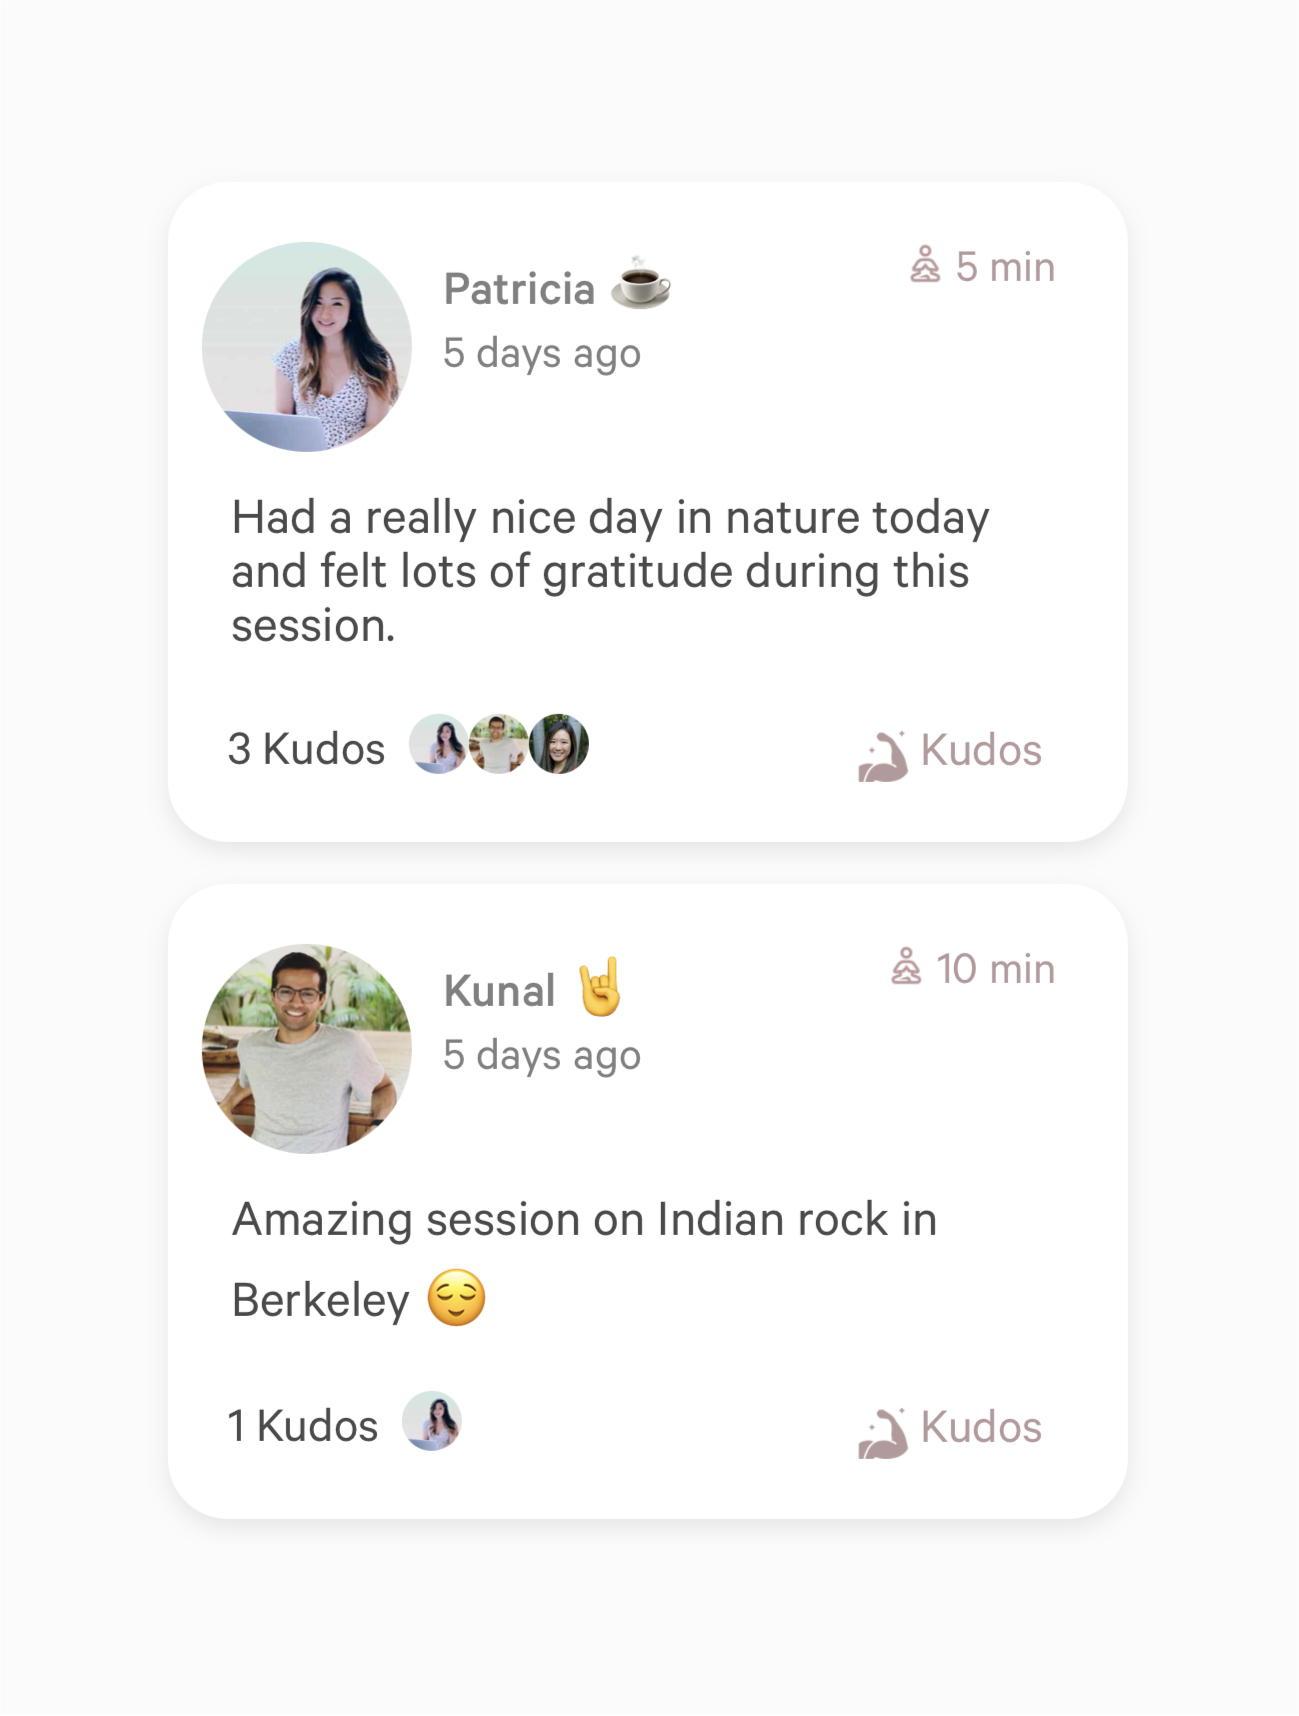 Patricia ☕
5 min
5 days ago
Had a really nice day in nature today
and felt lots of gratitude during this
session.
3 Kudos
Kudos
Kunal 🤘
10 min
5 days ago
Amazing session on Indian rock in
Berkeley 😌
1 Kudos
Kudos